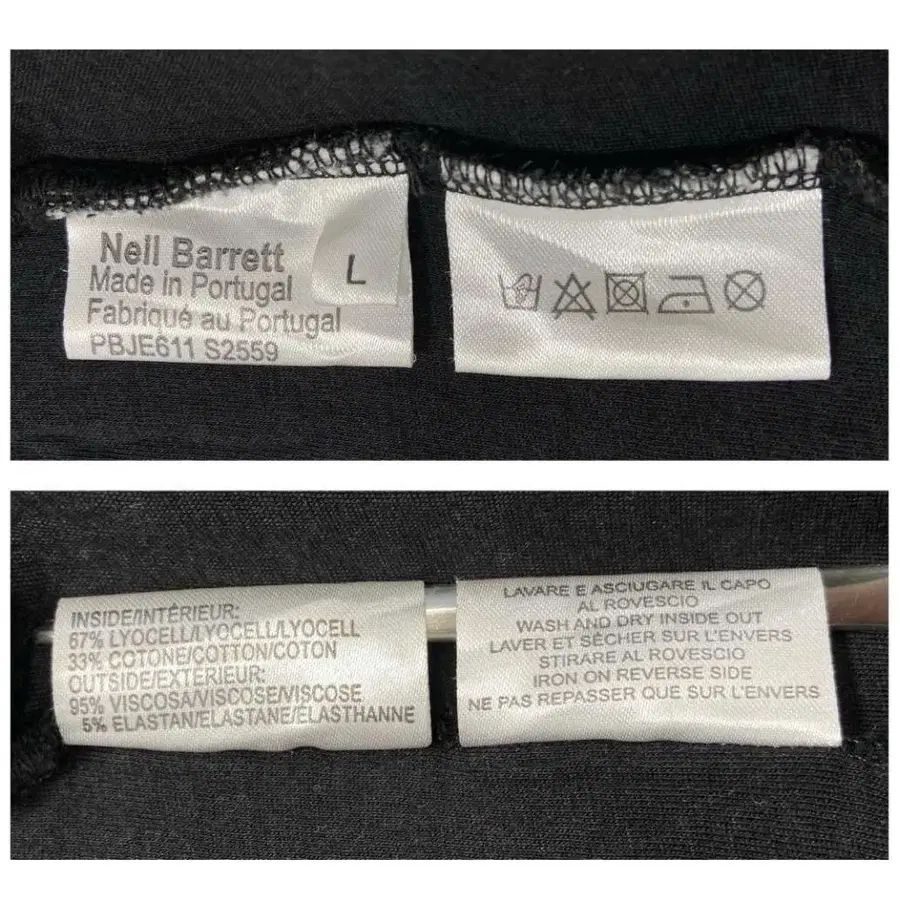 Neil Barrett
Made in Portugal
Fabriqué au Portugal
PBJE611 S2559
L
INSIDE/INTÉRIEUR:
67% LYOCELL/LYOCELL/LYOCELL
33% COTONE/COTTON/COTON
OUTSIDE/EXTÉRIEUR:
95% VISCOSA/VISCOSE/VISCOSE
5% ELASTAN/ELASTANE/ELASTHANNE
LAVARE E ASCIUGARE IL CAPO
AL ROVESCIO
WASH AND DRY INSIDE OUT
LAVER ET SÉCHER SUR L'ENVERS
STIRARE AL ROVESCIO
IRON ON REVERSE SIDE
NE PAS REPASSER QUE SUR L'ENVERS